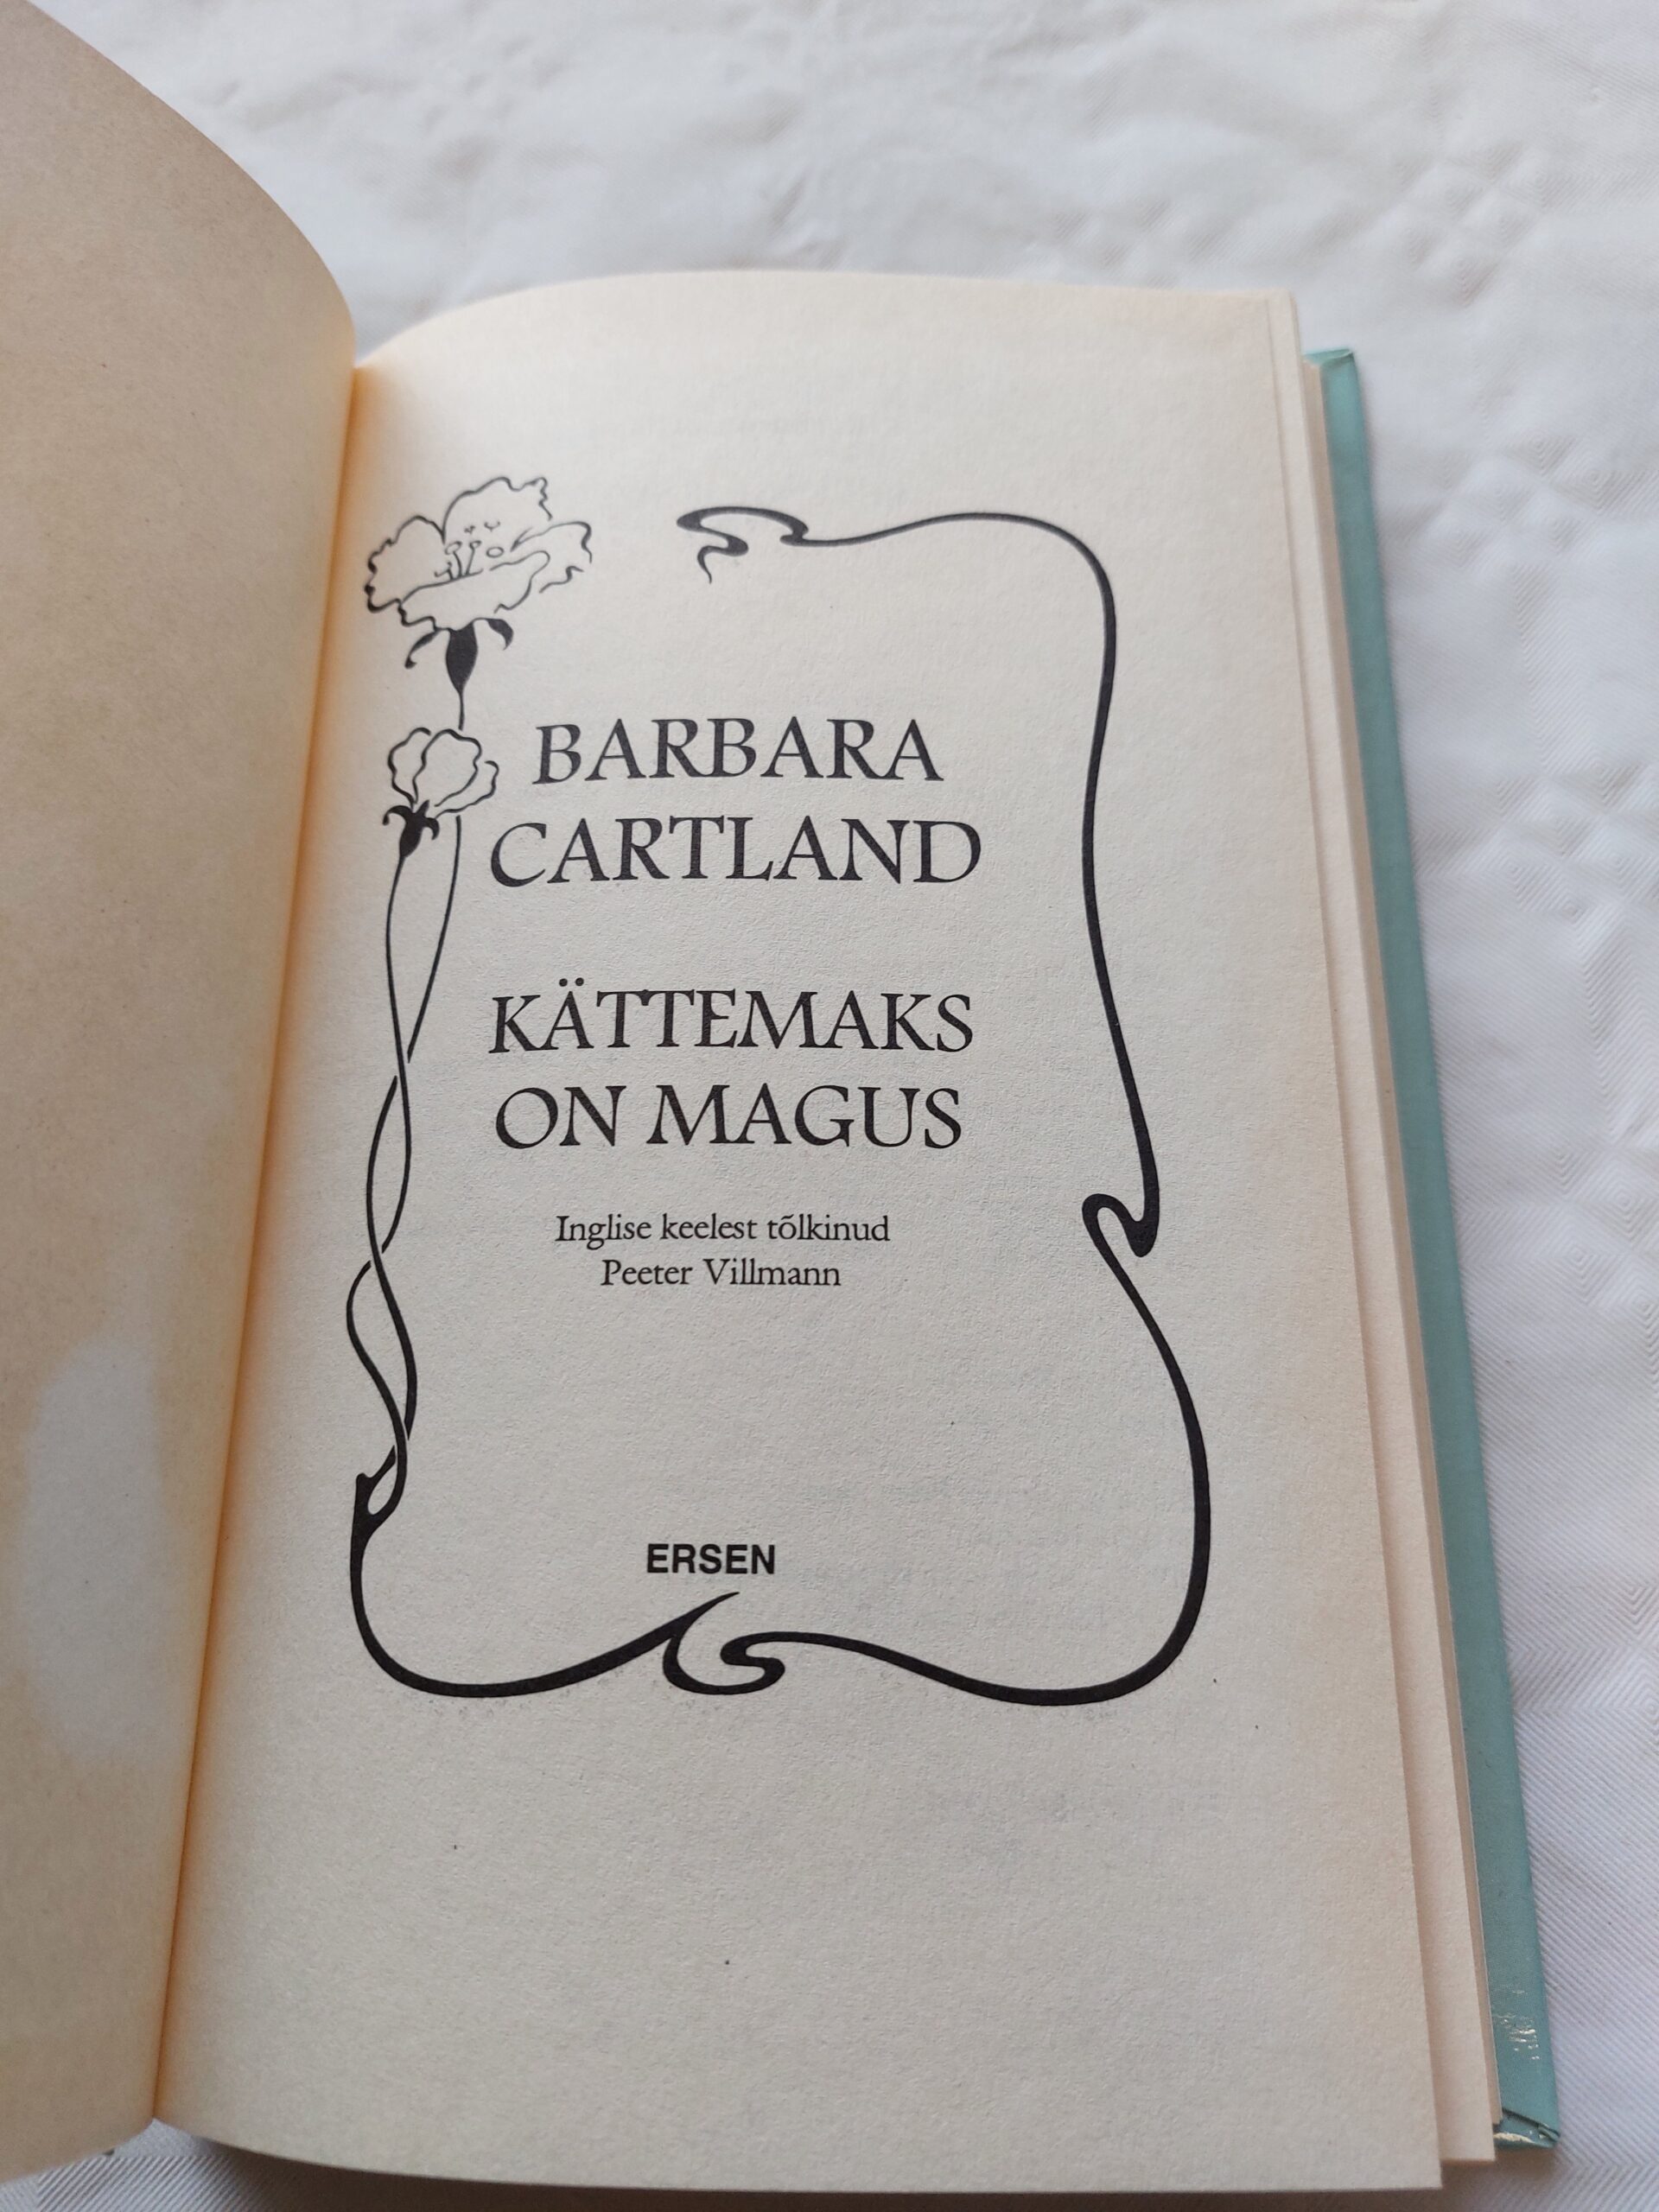 BARBARA
CARTLAND
KÄTTEMAKS
ON MAGUS
Inglise keelest tõlkinud
Peeter Villmann
ERSEN